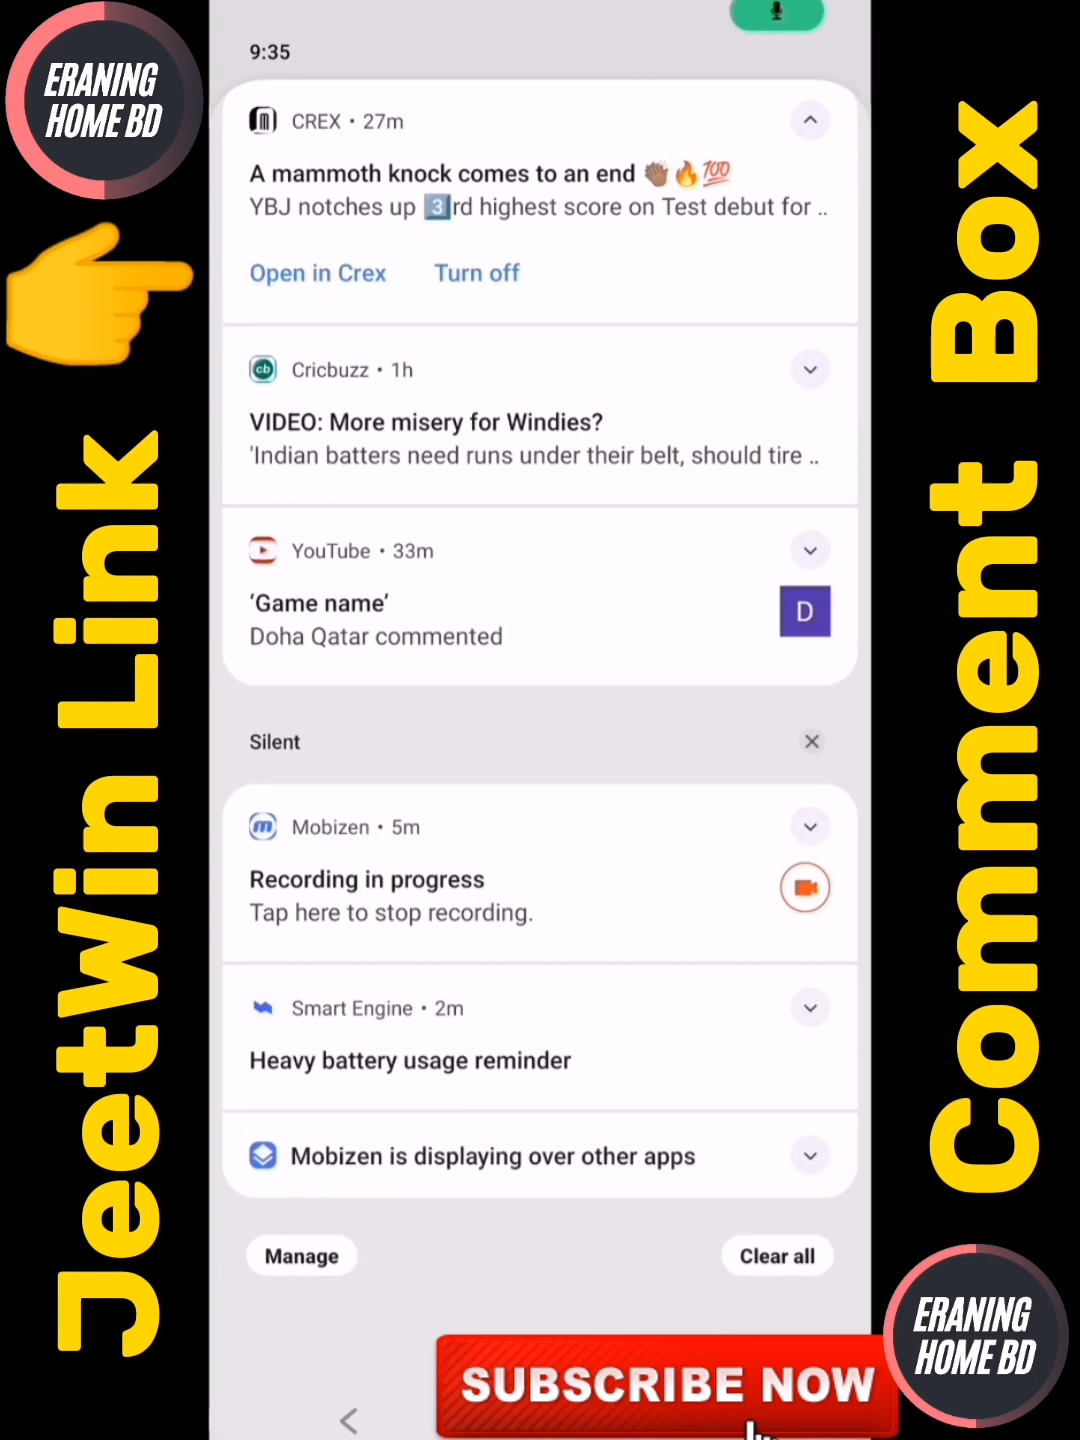 ERANING
HOME BD
JeetWin Link
Comment Box
9:35
CREX • 27m
A mammoth knock comes to an end 👏🏽🔥💯
YBJ notches up 3️⃣rd highest score on Test debut for ..
Open in Crex Turn off
cb Cricbuzz • 1h
VIDEO: More misery for Windies?
'Indian batters need runs under their belt, should tire ..
YouTube • 33m
‘Game name’
Doha Qatar commented
D
Silent
m Mobizen • 5m
Recording in progress
Tap here to stop recording.
Smart Engine • 2m
Heavy battery usage reminder
Mobizen is displaying over other apps
Manage Clear all
SUBSCRIBE NOW
ERANING
HOME BD